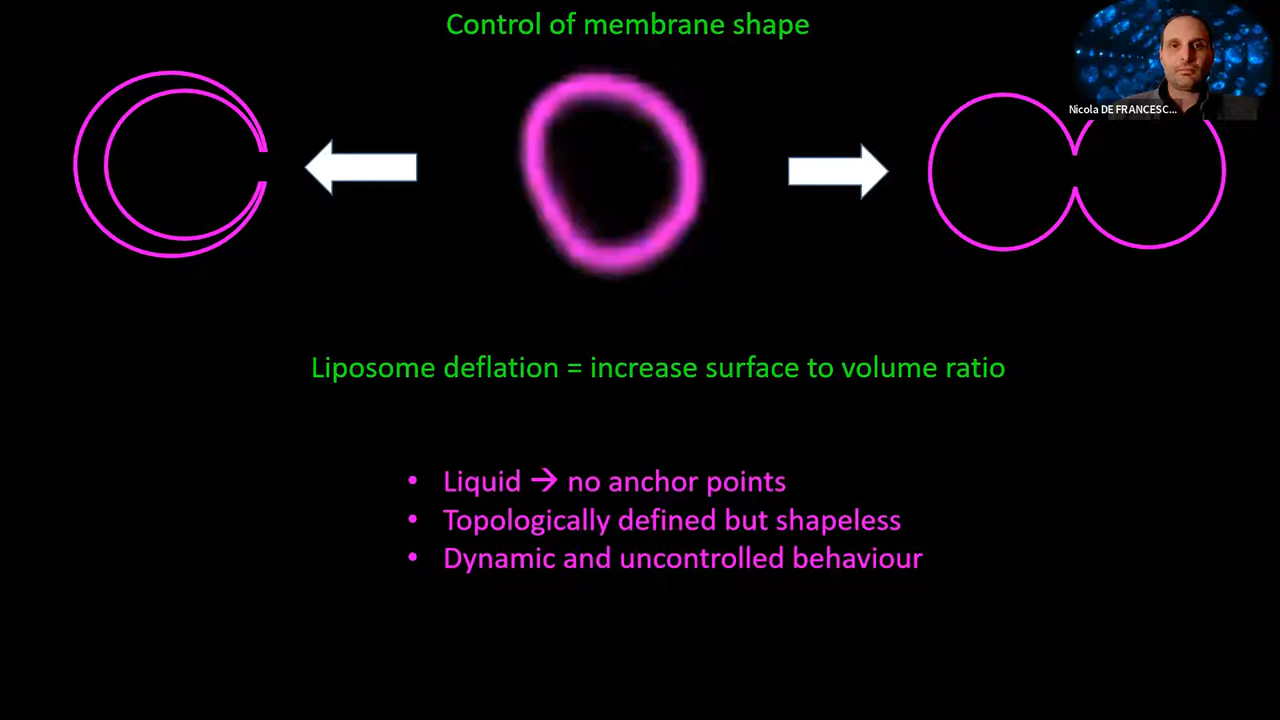 Control of membrane shape
Nicola DE FRANCESC...
Liposome deflation = increase surface to volume ratio
• Liquid → no anchor points
• Topologically defined but shapeless
• Dynamic and uncontrolled behaviour